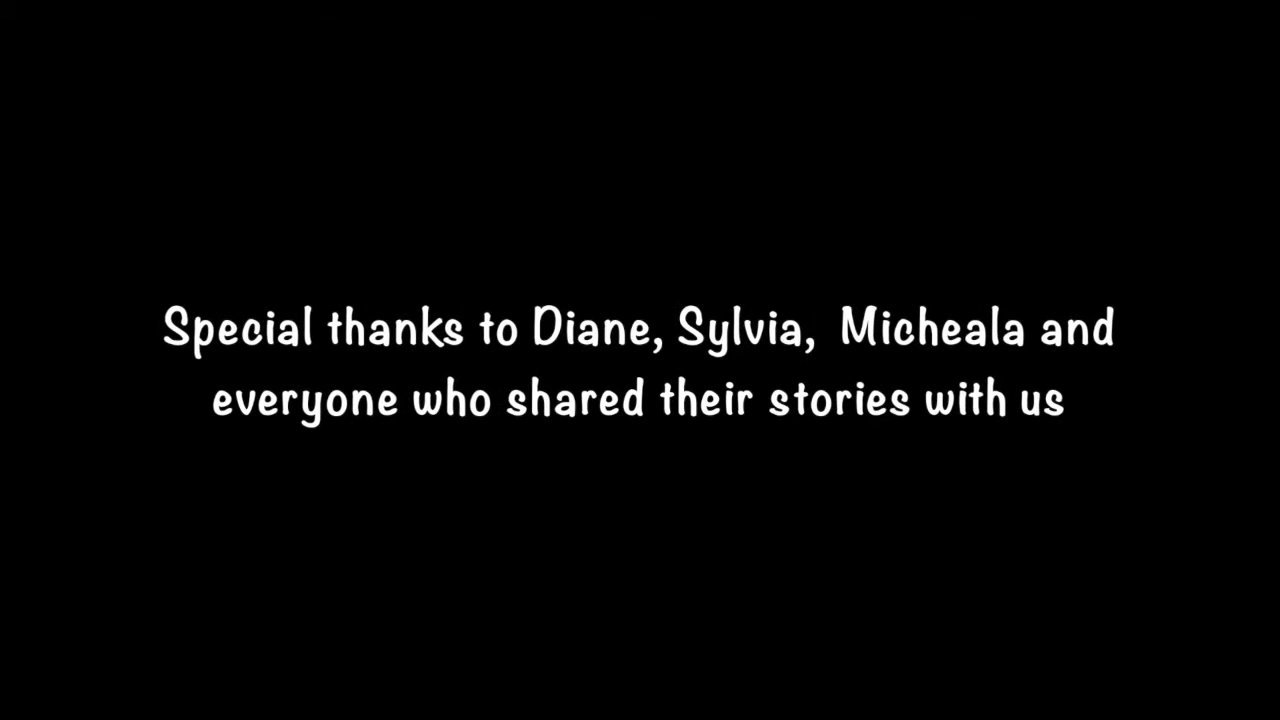 Special thanks to Diane, Sylvia,  Micheala and
everyone who shared their stories with us